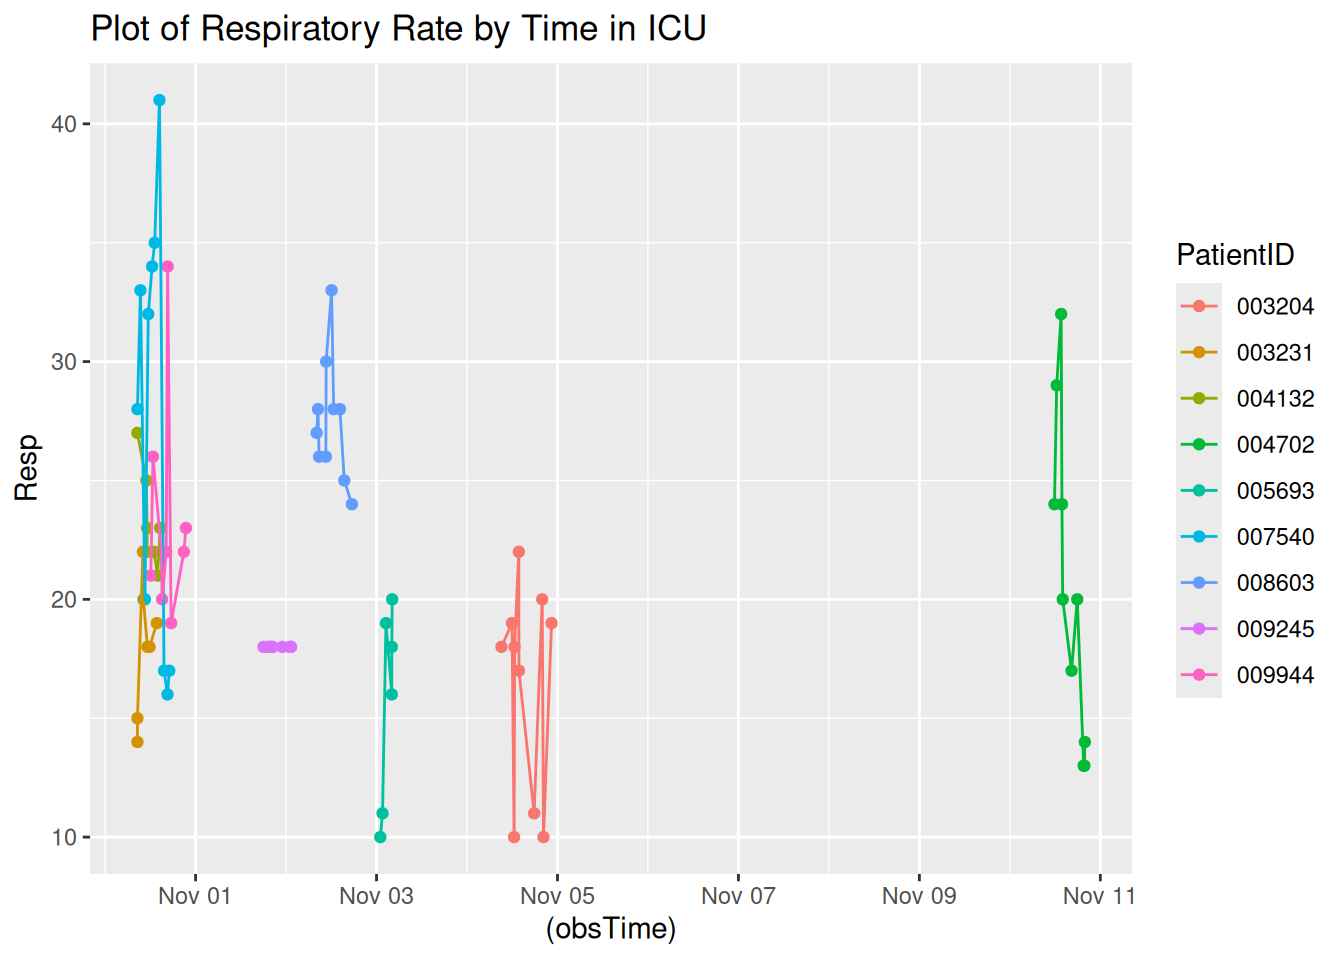 Plot of Respiratory Rate by Time in ICU
40
30
20
10
Resp
Nov 01
Nov 03
Nov 05
Nov 07
Nov 09
Nov 11
(obsTime)
PatientID
003204
003231
004132
004702
005693
007540
008603
009245
009944